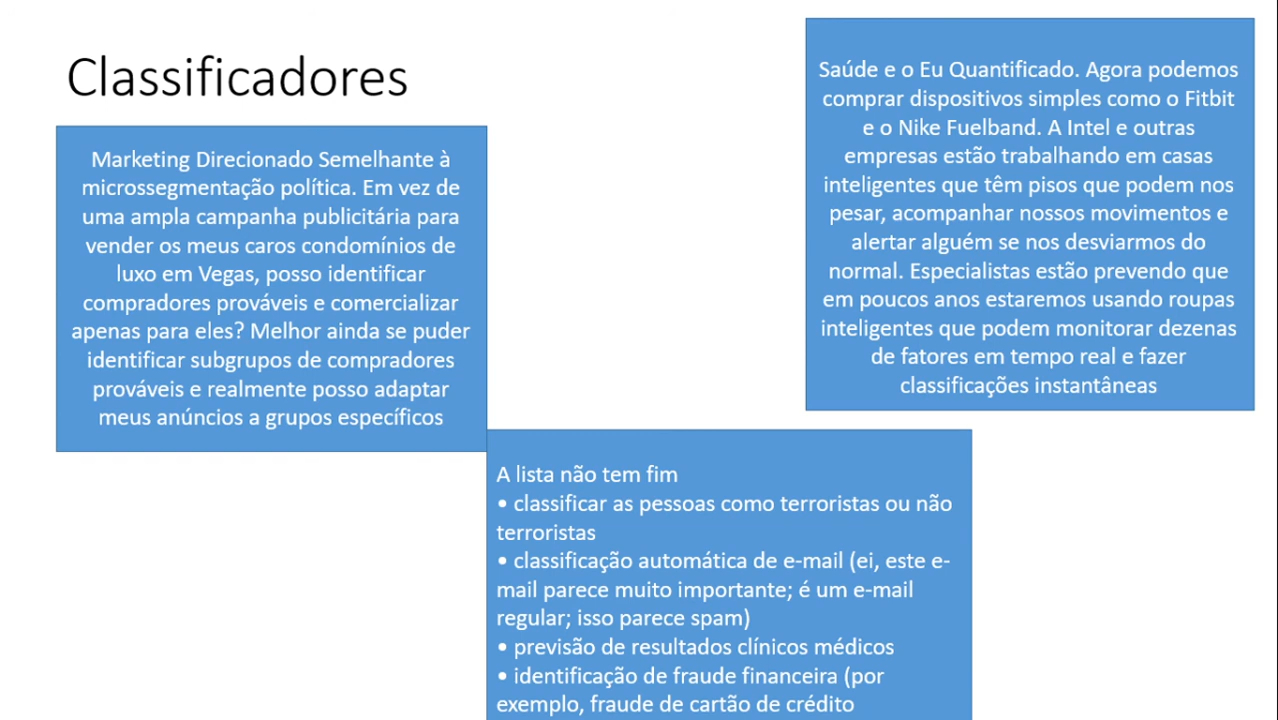 Classificadores
Marketing Direcionado Semelhante à
microssegmentação política. Em vez de
uma ampla campanha publicitária para
vender os meus caros condomínios de
luxo em Vegas, posso identificar
compradores prováveis e comercializar
apenas para eles? Melhor ainda se puder
identificar subgrupos de compradores
prováveis e realmente posso adaptar
meus anúncios a grupos específicos
Saúde e o Eu Quantificado. Agora podemos
comprar dispositivos simples como o Fitbit
e o Nike Fuelband. A Intel e outras
empresas estão trabalhando em casas
inteligentes que têm pisos que podem nos
pesar, acompanhar nossos movimentos e
alertar alguém se nos desviarmos do
normal. Especialistas estão prevendo que
em poucos anos estaremos usando roupas
inteligentes que podem monitorar dezenas
de fatores em tempo real e fazer
classificações instantâneas
A lista não tem fim
• classificar as pessoas como terroristas ou não
terroristas
• classificação automática de e-mail (ei, este e-
mail parece muito importante; é um e-mail
regular; isso parece spam)
• previsão de resultados clínicos médicos
• identificação de fraude financeira (por
exemplo, fraude de cartão de crédito